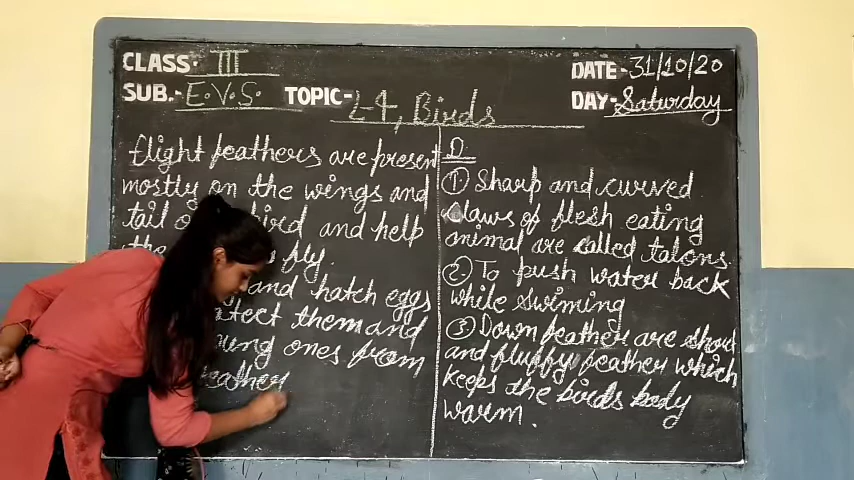 CLASS: III
SUB.- E.V.S.
TOPIC- L-4, Birds
DATE- 31/10/20
DAY- Saturday
flight feathers are present
mostly on the wings and
tail bird and help
fly.
and hatch eggs
them and
ones from
D
① Sharp and curved
claws of flesh eating
animal are called talons.
② To push water back
while swiming
③ Down feather are short
and fluffy feather which
keeps the birds body
warm.